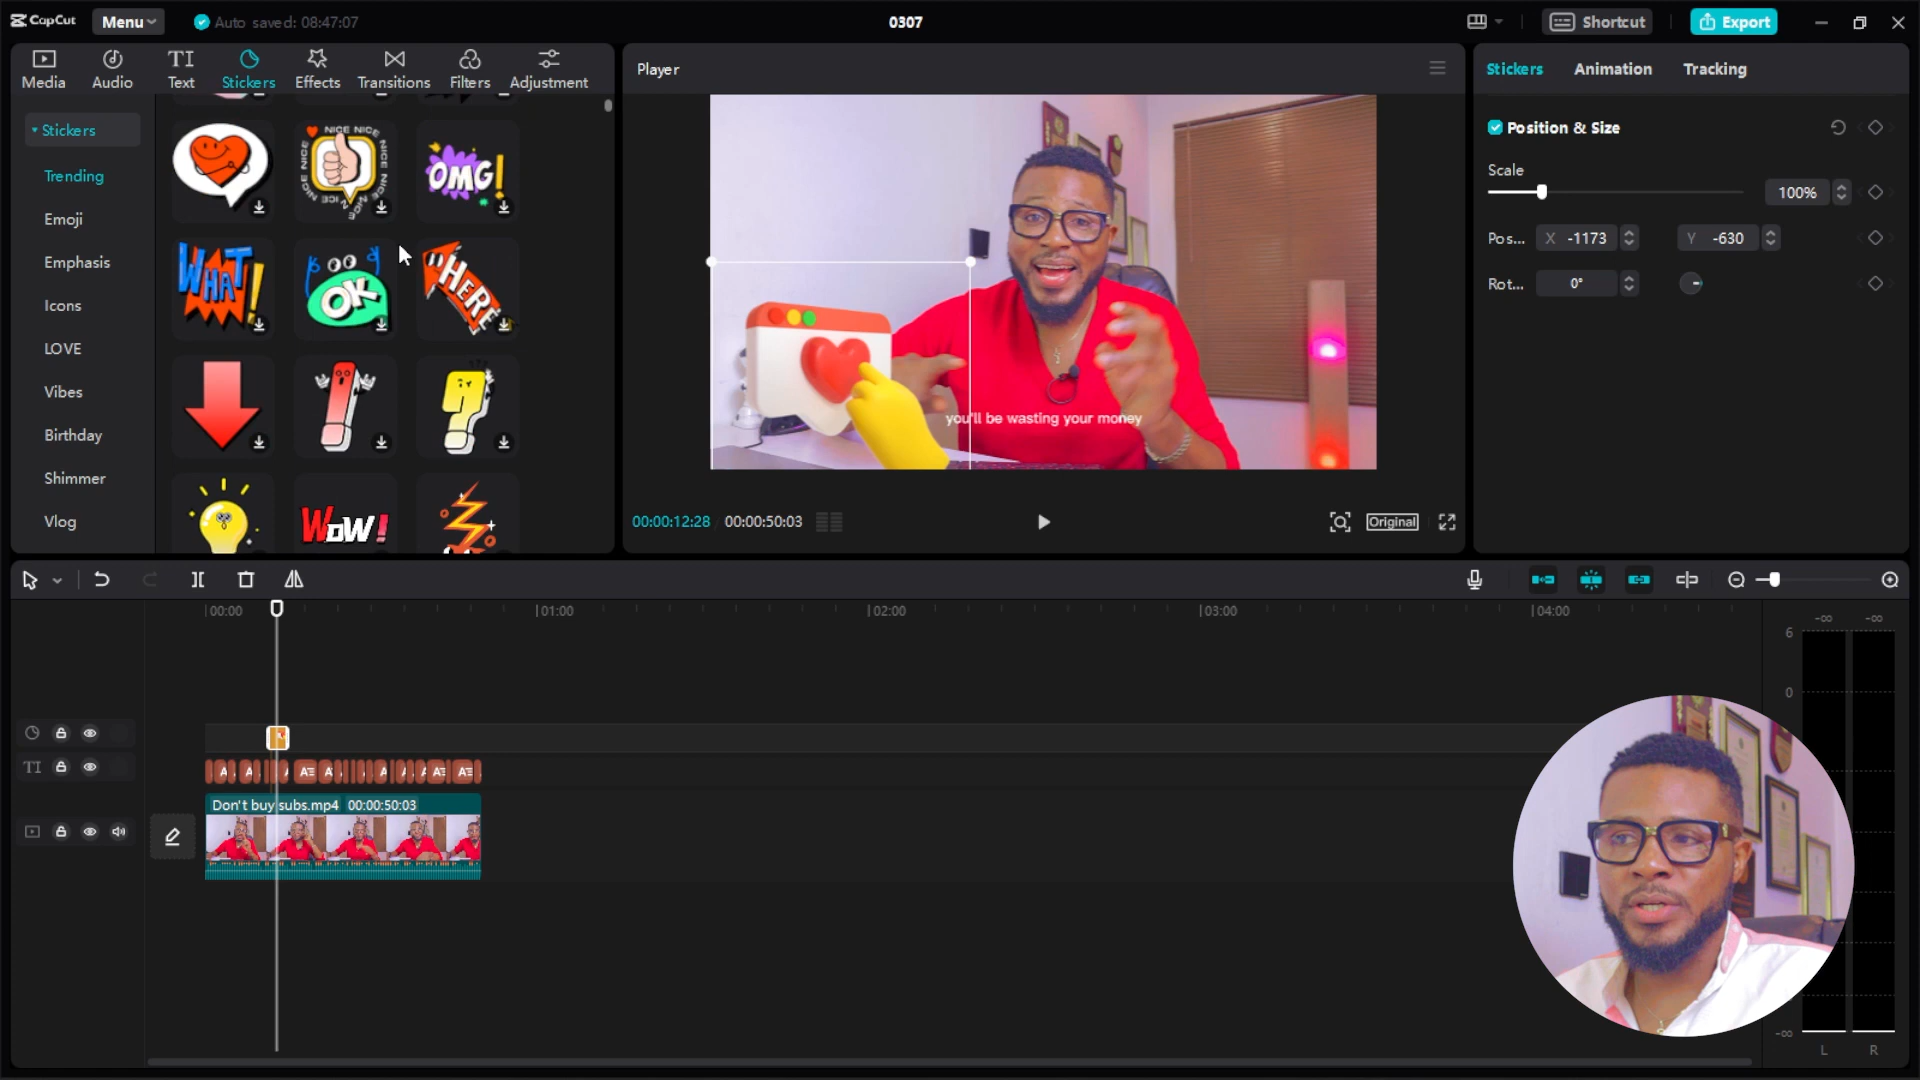 CapCut
Menu
Auto saved: 08:47:07
0307
Shortcut
Export
Media
Audio
Text
Stickers
Effects
Transitions
Filters
Adjustment
Stickers
Trending
Emoji
Emphasis
Icons
LOVE
Vibes
Birthday
Shimmer
Vlog
NICE NICE NICE NICE NICE
OMG!
WHAT!
OK
HERE
WOW!
Player
you'll be wasting your money
00:00:12:28 / 00:00:50:03
Original
Stickers
Animation
Tracking
Position & Size
Scale
100%
Pos...
X -1173
Y -630
Rot...
0°
00:00
01:00
02:00
03:00
04:00
TI
Don't buy subs.mp4 00:00:50:03
-∞ -∞
6
0
-∞
L R